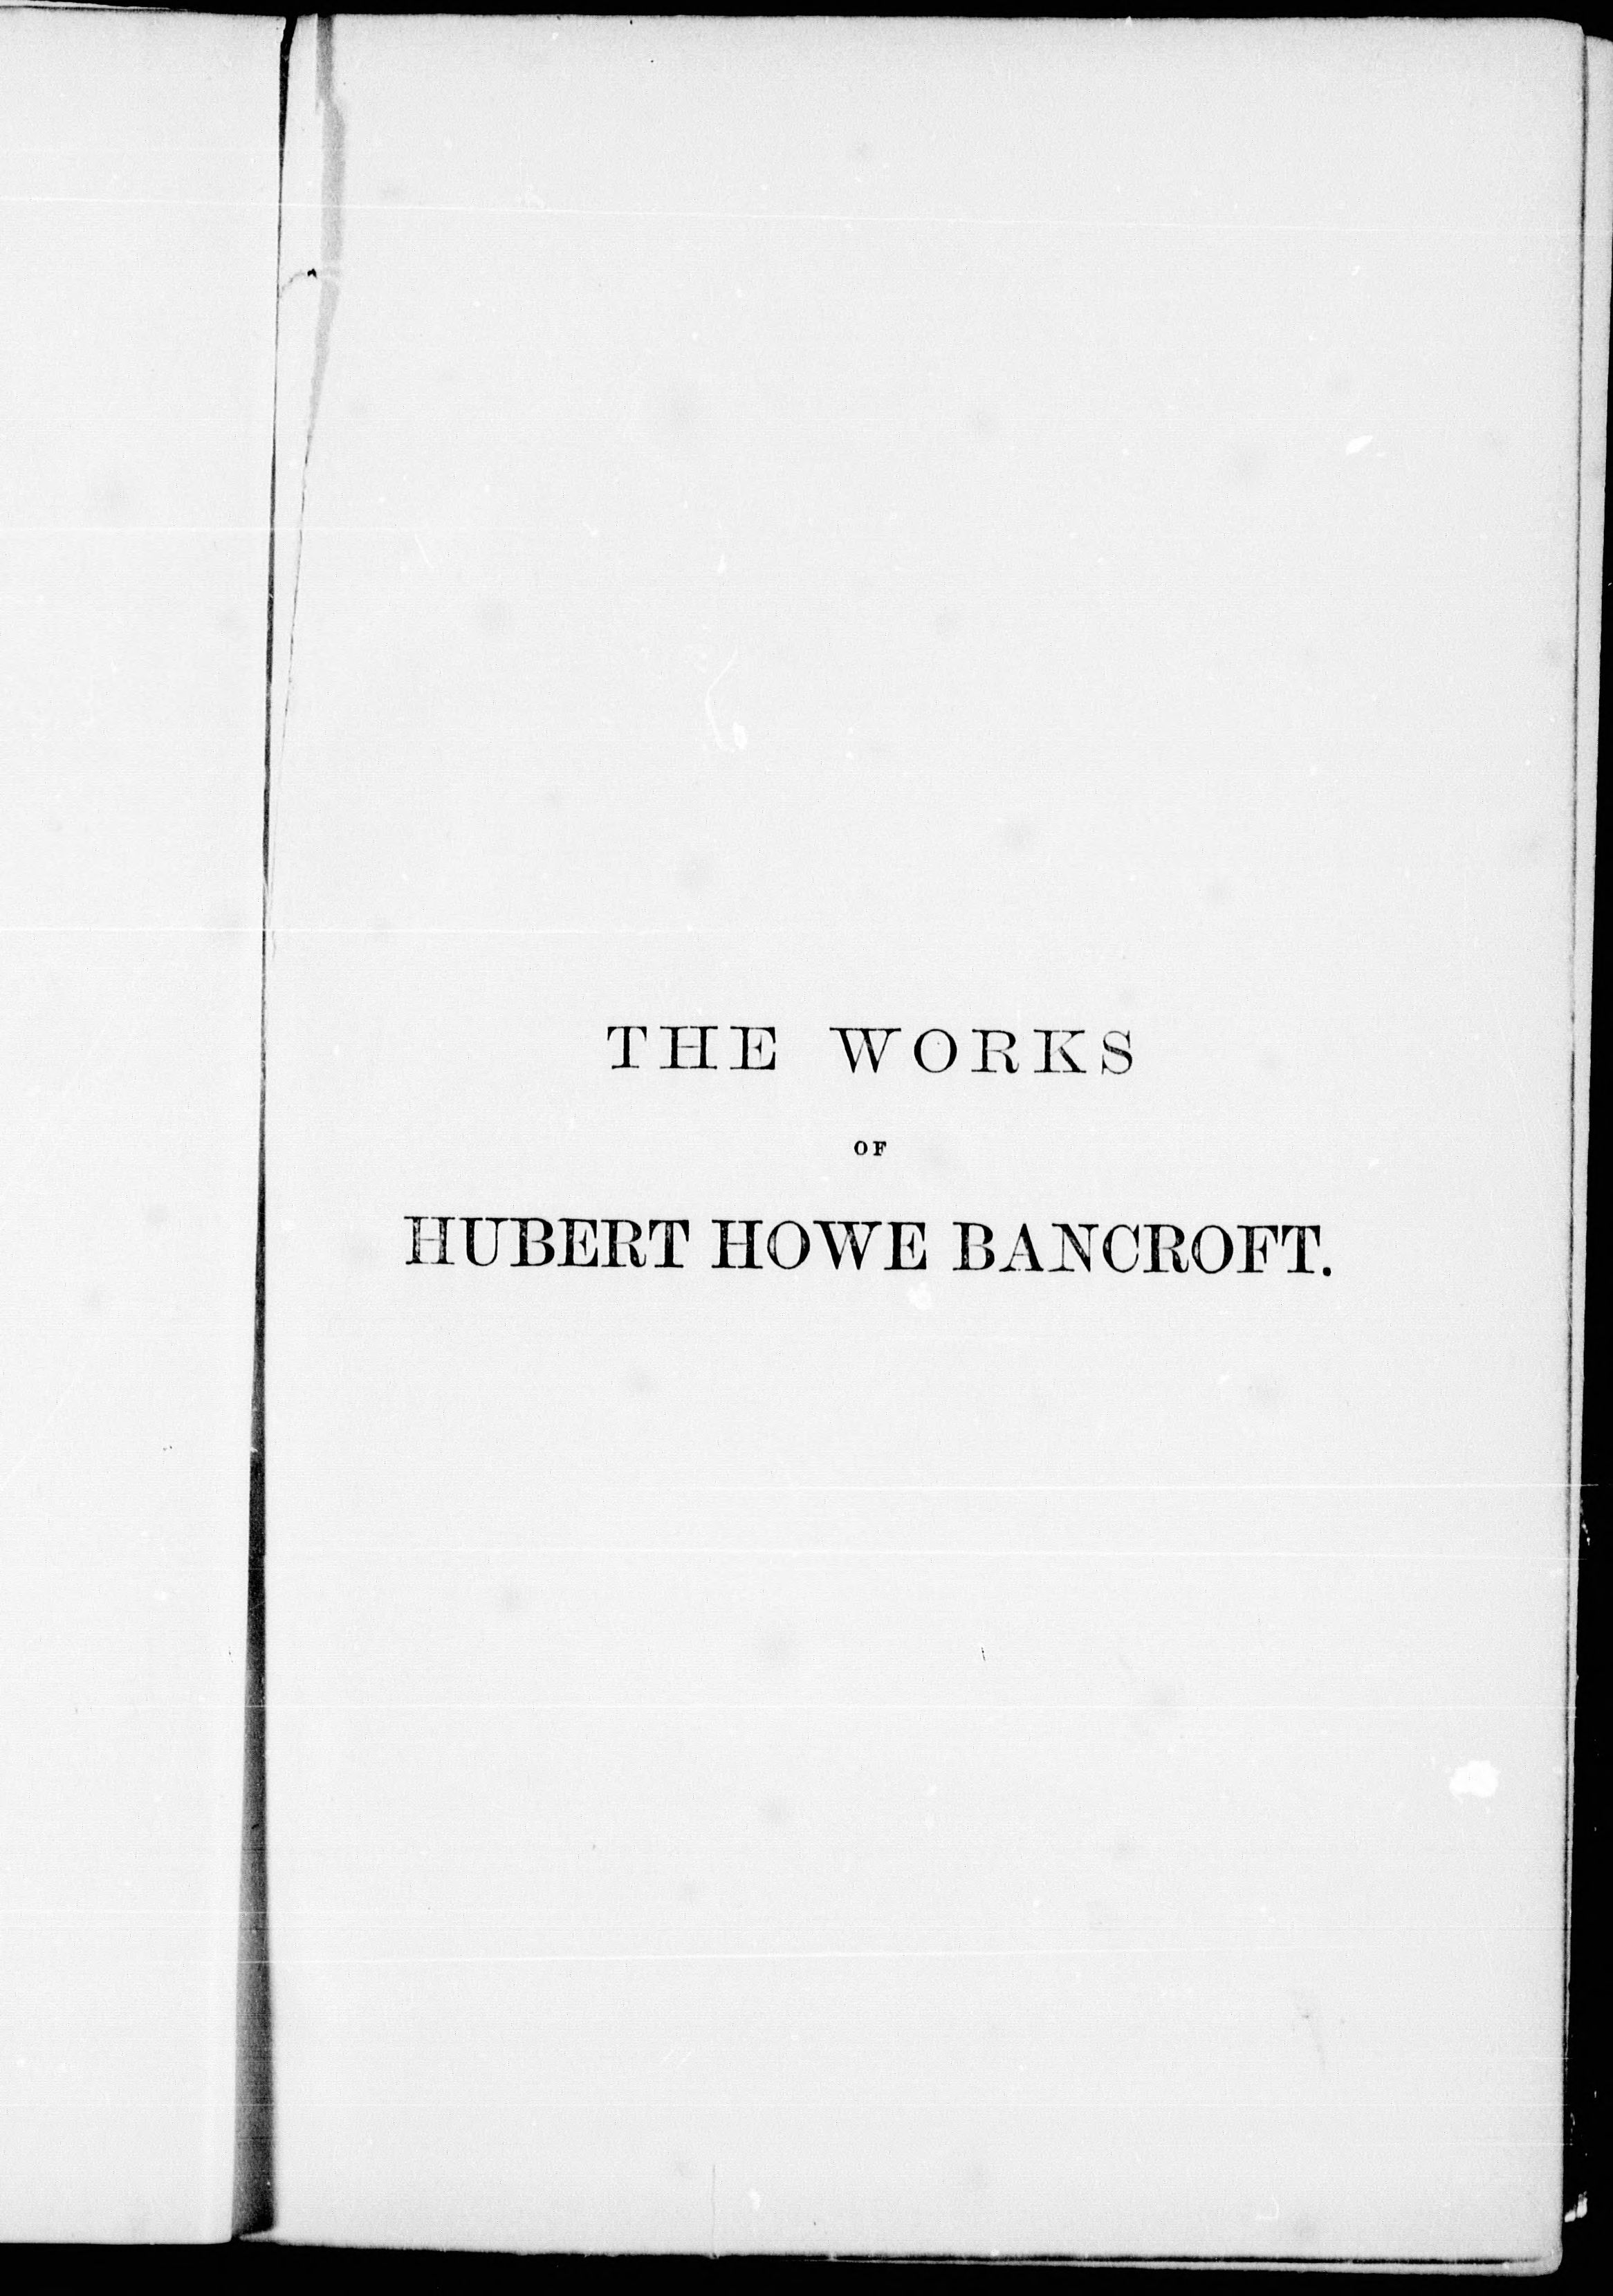 THE WORKS
OF
HUBERT HOWE BANCROFT.